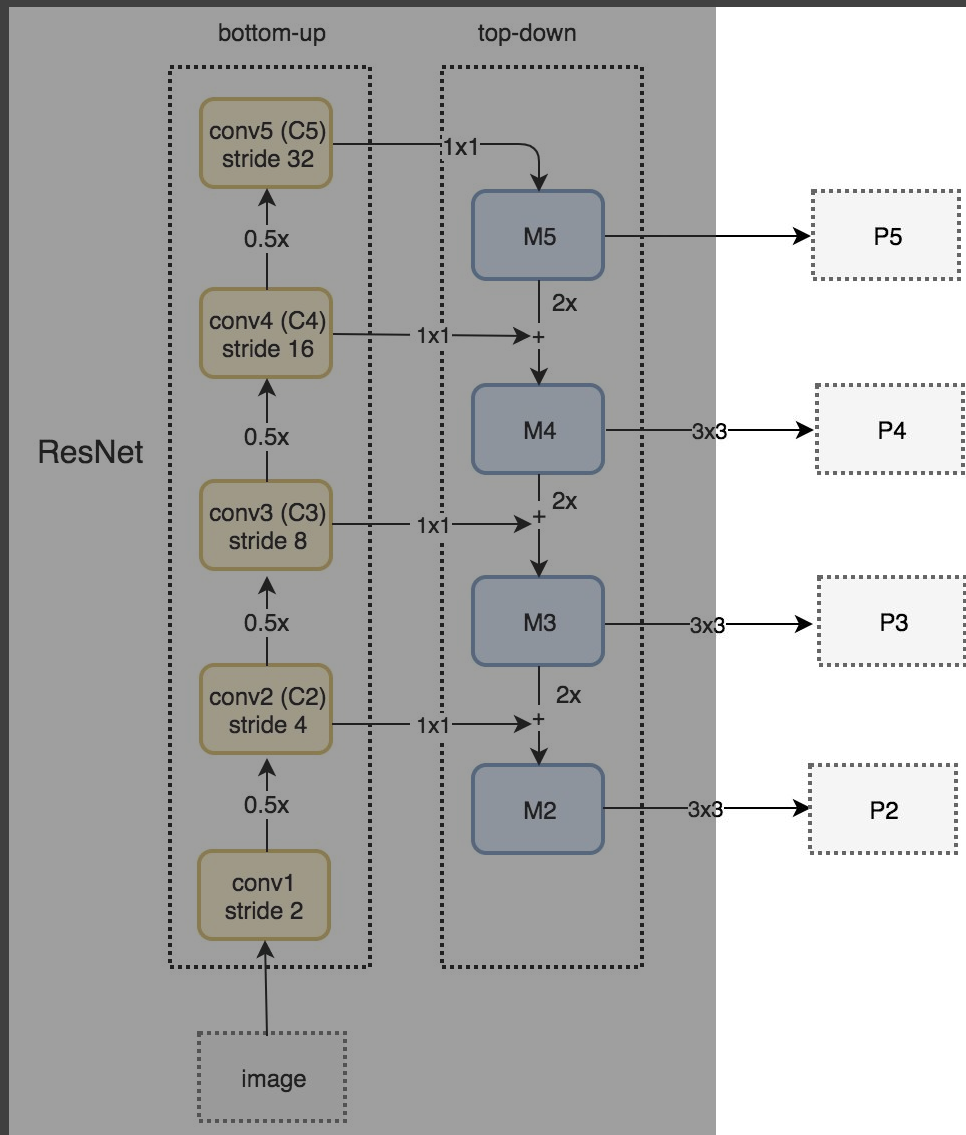 bottom-up
top-down
conv5 (C5)
stride 32
1x1
M5
P5
0.5x
2x
conv4 (C4)
stride 16
1x1
+
M4
3x3
P4
0.5x
ResNet
2x
conv3 (C3)
stride 8
1x1
+
M3
3x3
P3
0.5x
2x
conv2 (C2)
stride 4
1x1
+
M2
3x3
P2
0.5x
conv1
stride 2
image